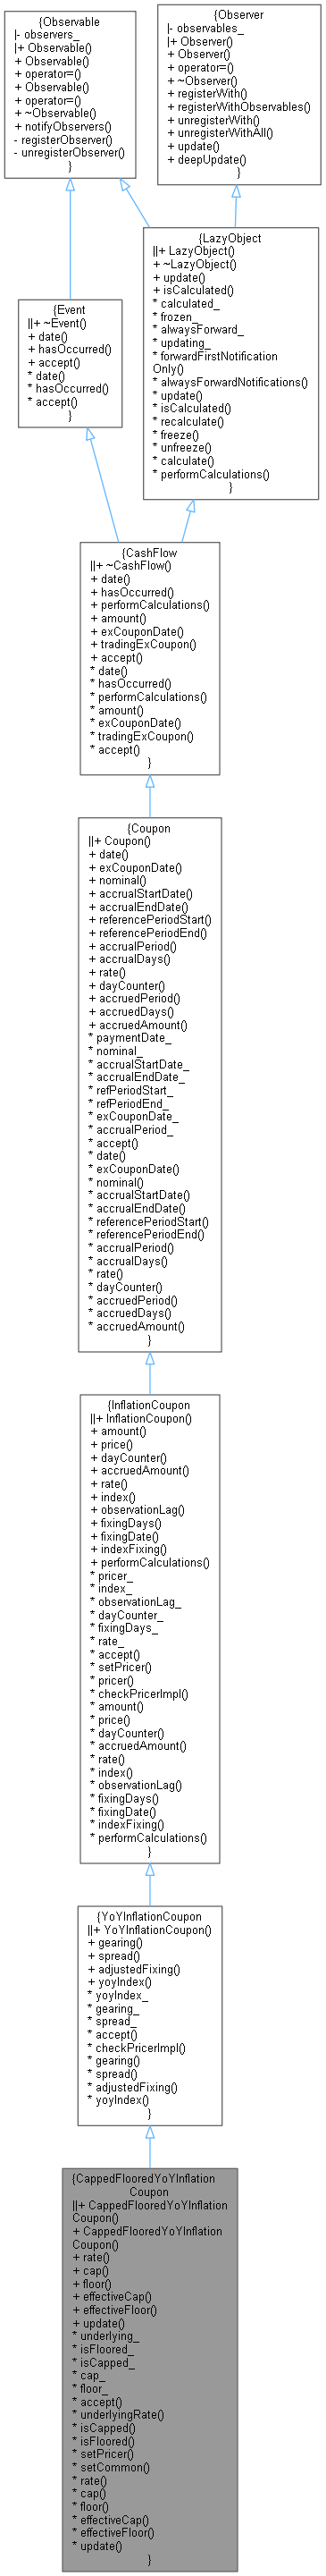 {Observable
|- observers_
|+ Observable()
+ Observable()
+ operator=()
+ Observable()
+ operator=()
+ ~Observable()
+ notifyObservers()
- registerObserver()
- unregisterObserver()
}
{Observer
|- observables_
|+ Observer()
+ Observer()
+ operator=()
+ ~Observer()
+ registerWith()
+ registerWithObservables()
+ unregisterWith()
+ unregisterWithAll()
+ update()
+ deepUpdate()
}
{LazyObject
||+ LazyObject()
+ ~LazyObject()
+ update()
+ isCalculated()
* calculated_
* frozen_
* alwaysForward_
* updating_
* forwardFirstNotification
Only()
* alwaysForwardNotifications()
* update()
* isCalculated()
* recalculate()
* freeze()
* unfreeze()
* calculate()
* performCalculations()
}
{Event
||+ ~Event()
+ date()
+ hasOccurred()
+ accept()
* date()
* hasOccurred()
* accept()
}
{CashFlow
||+ ~CashFlow()
+ date()
+ hasOccurred()
+ performCalculations()
+ amount()
+ exCouponDate()
+ tradingExCoupon()
+ accept()
* date()
* hasOccurred()
* performCalculations()
* amount()
* exCouponDate()
* tradingExCoupon()
* accept()
}
{Coupon
||+ Coupon()
+ date()
+ exCouponDate()
+ nominal()
+ accrualStartDate()
+ accrualEndDate()
+ referencePeriodStart()
+ referencePeriodEnd()
+ accrualPeriod()
+ accrualDays()
+ rate()
+ dayCounter()
+ accruedPeriod()
+ accruedDays()
+ accruedAmount()
* paymentDate_
* nominal_
* accrualStartDate_
* accrualEndDate_
* refPeriodStart_
* refPeriodEnd_
* exCouponDate_
* accrualPeriod_
* accept()
* date()
* exCouponDate()
* nominal()
* accrualStartDate()
* accrualEndDate()
* referencePeriodStart()
* referencePeriodEnd()
* accrualPeriod()
* accrualDays()
* rate()
* dayCounter()
* accruedPeriod()
* accruedDays()
* accruedAmount()
}
{InflationCoupon
||+ InflationCoupon()
+ amount()
+ price()
+ dayCounter()
+ accruedAmount()
+ rate()
+ index()
+ observationLag()
+ fixingDays()
+ fixingDate()
+ indexFixing()
+ performCalculations()
* pricer_
* index_
* observationLag_
* dayCounter_
* fixingDays_
* rate_
* accept()
* setPricer()
* pricer()
* checkPricerImpl()
* amount()
* price()
* dayCounter()
* accruedAmount()
* rate()
* index()
* observationLag()
* fixingDays()
* fixingDate()
* indexFixing()
* performCalculations()
}
{YoYInflationCoupon
||+ YoYInflationCoupon()
+ gearing()
+ spread()
+ adjustedFixing()
+ yoyIndex()
* yoyIndex_
* gearing_
* spread_
* accept()
* checkPricerImpl()
* gearing()
* spread()
* adjustedFixing()
* yoyIndex()
}
{CappedFlooredYoYInflation
Coupon
||+ CappedFlooredYoYInflation
Coupon()
+ CappedFlooredYoYInflation
Coupon()
+ rate()
+ cap()
+ floor()
+ effectiveCap()
+ effectiveFloor()
+ update()
* underlying_
* isFloored_
* isCapped_
* cap_
* floor_
* accept()
* underlyingRate()
* isCapped()
* isFloored()
* setPricer()
* setCommon()
* rate()
* cap()
* floor()
* effectiveCap()
* effectiveFloor()
* update()
}